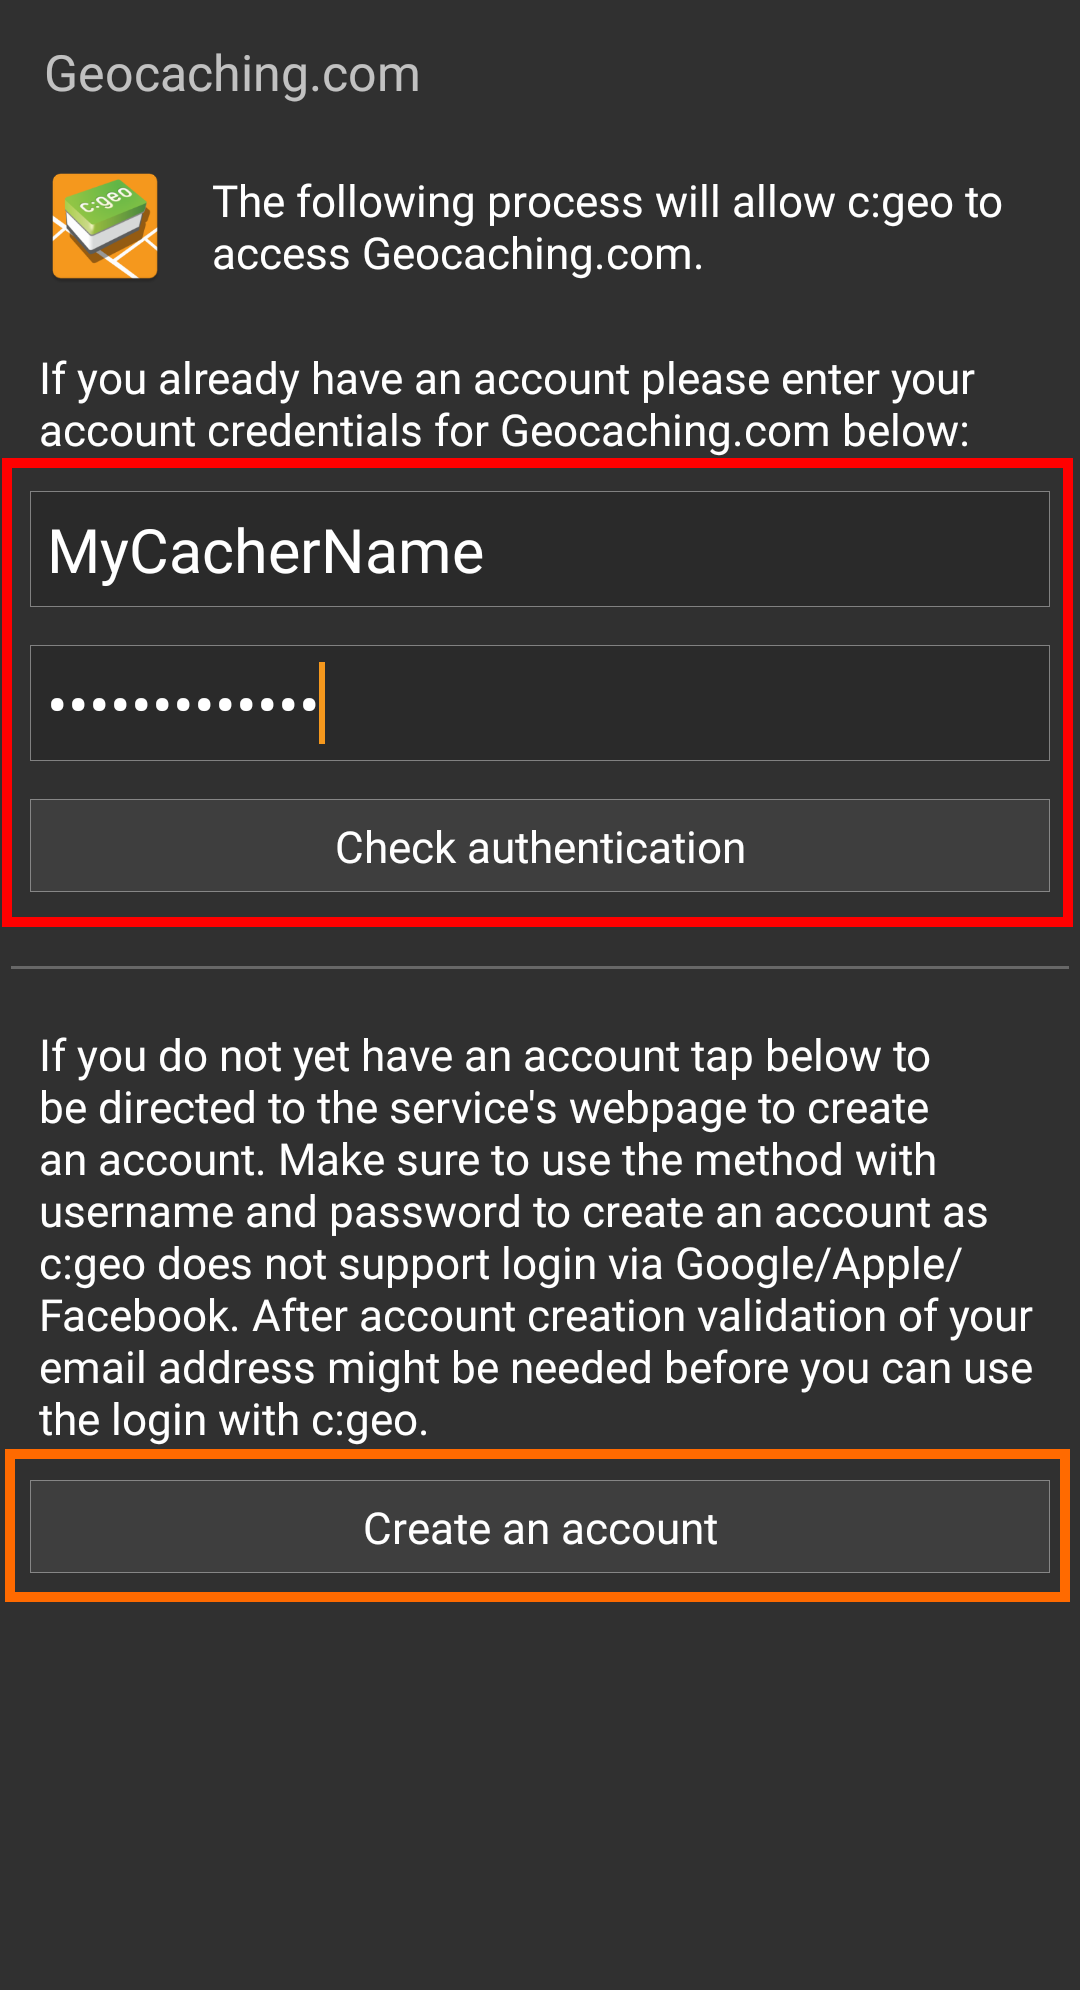 Geocaching.com
c:geo
The following process will allow c:geo to
access Geocaching.com.
If you already have an account please enter your
account credentials for Geocaching.com below:
MyCacherName
•••••••••••••
Check authentication
If you do not yet have an account tap below to
be directed to the service's webpage to create
an account. Make sure to use the method with
username and password to create an account as
c:geo does not support login via Google/Apple/
Facebook. After account creation validation of your
email address might be needed before you can use
the login with c:geo.
Create an account